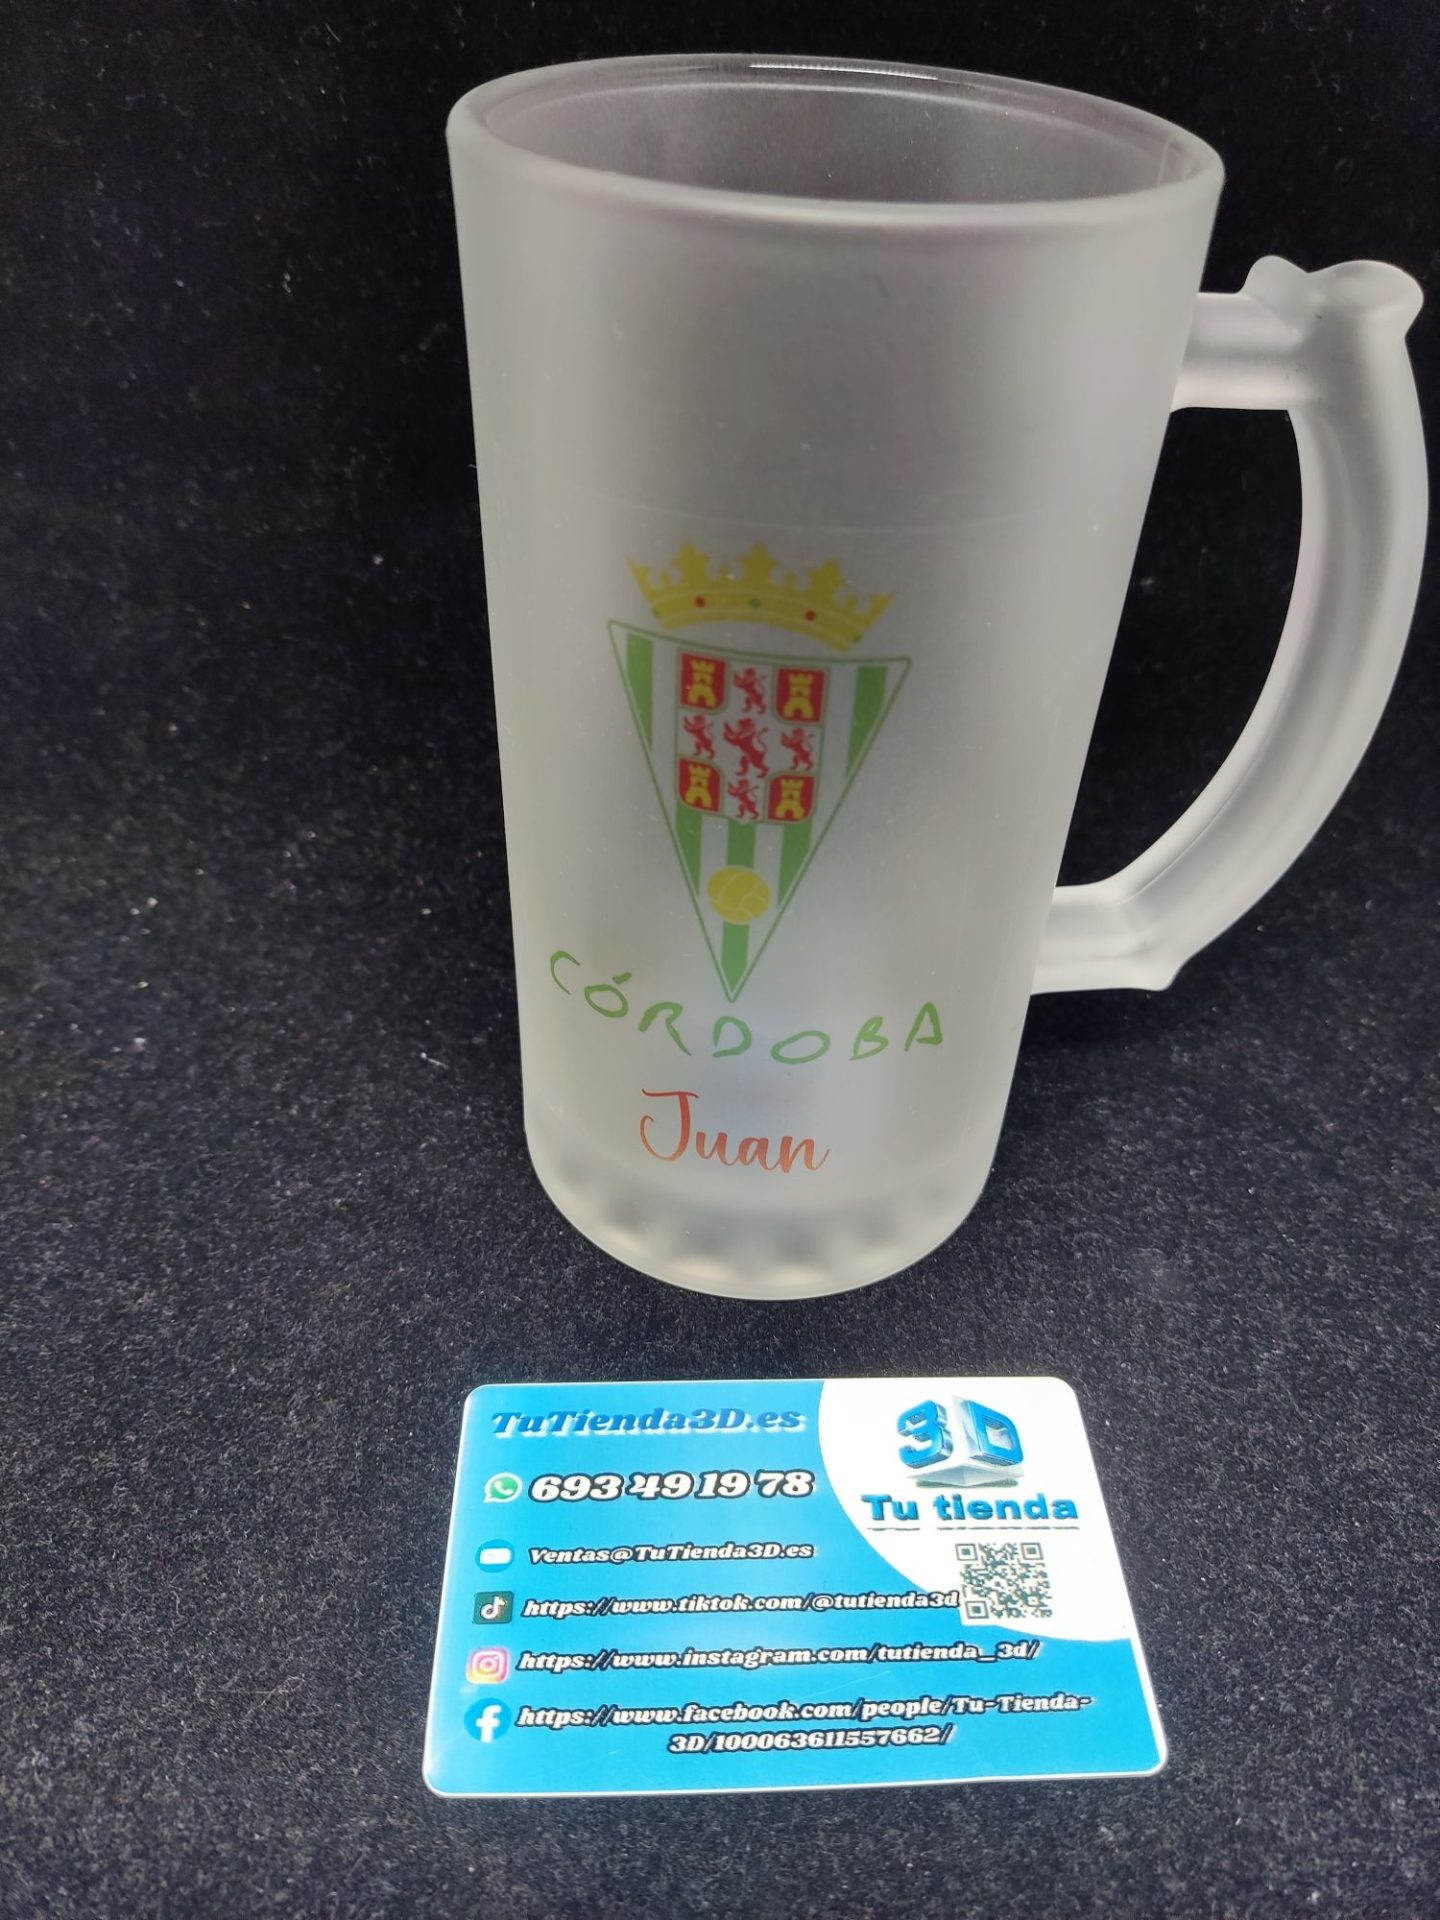 CÓRDOBA
Juan
TuTienda3D.es
693 49 19 78
Ventas@TuTienda3D.es
https://www.tiktok.com/@tutienda3d
https://www.instagram.com/tutienda_3d/
https://www.facebook.com/people/Tu-Tienda-
3D/100063611557662/
3D
Tu tienda